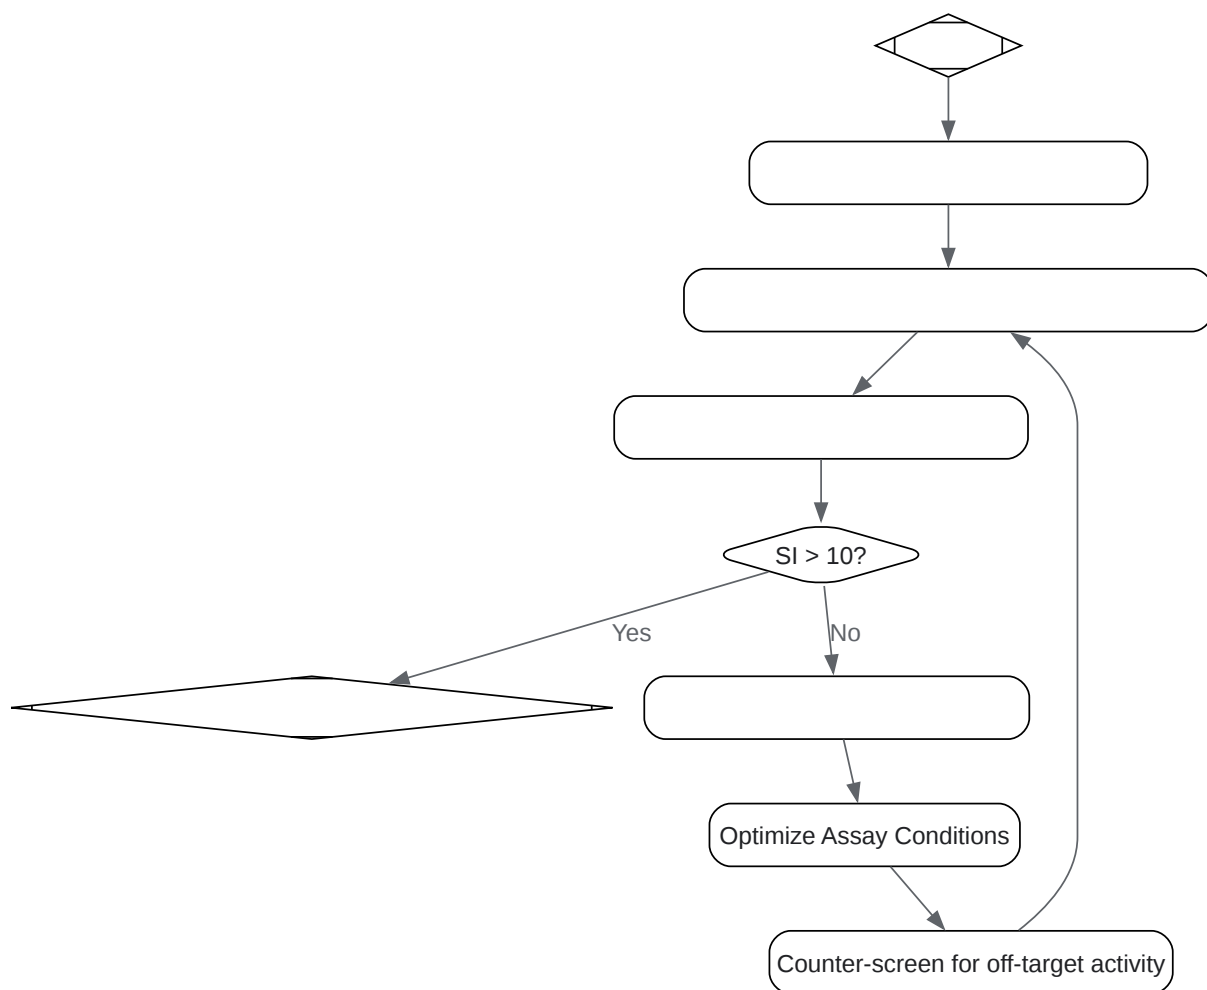 SI > 10?
Yes
No
Optimize Assay Conditions
Counter-screen for off-target activity